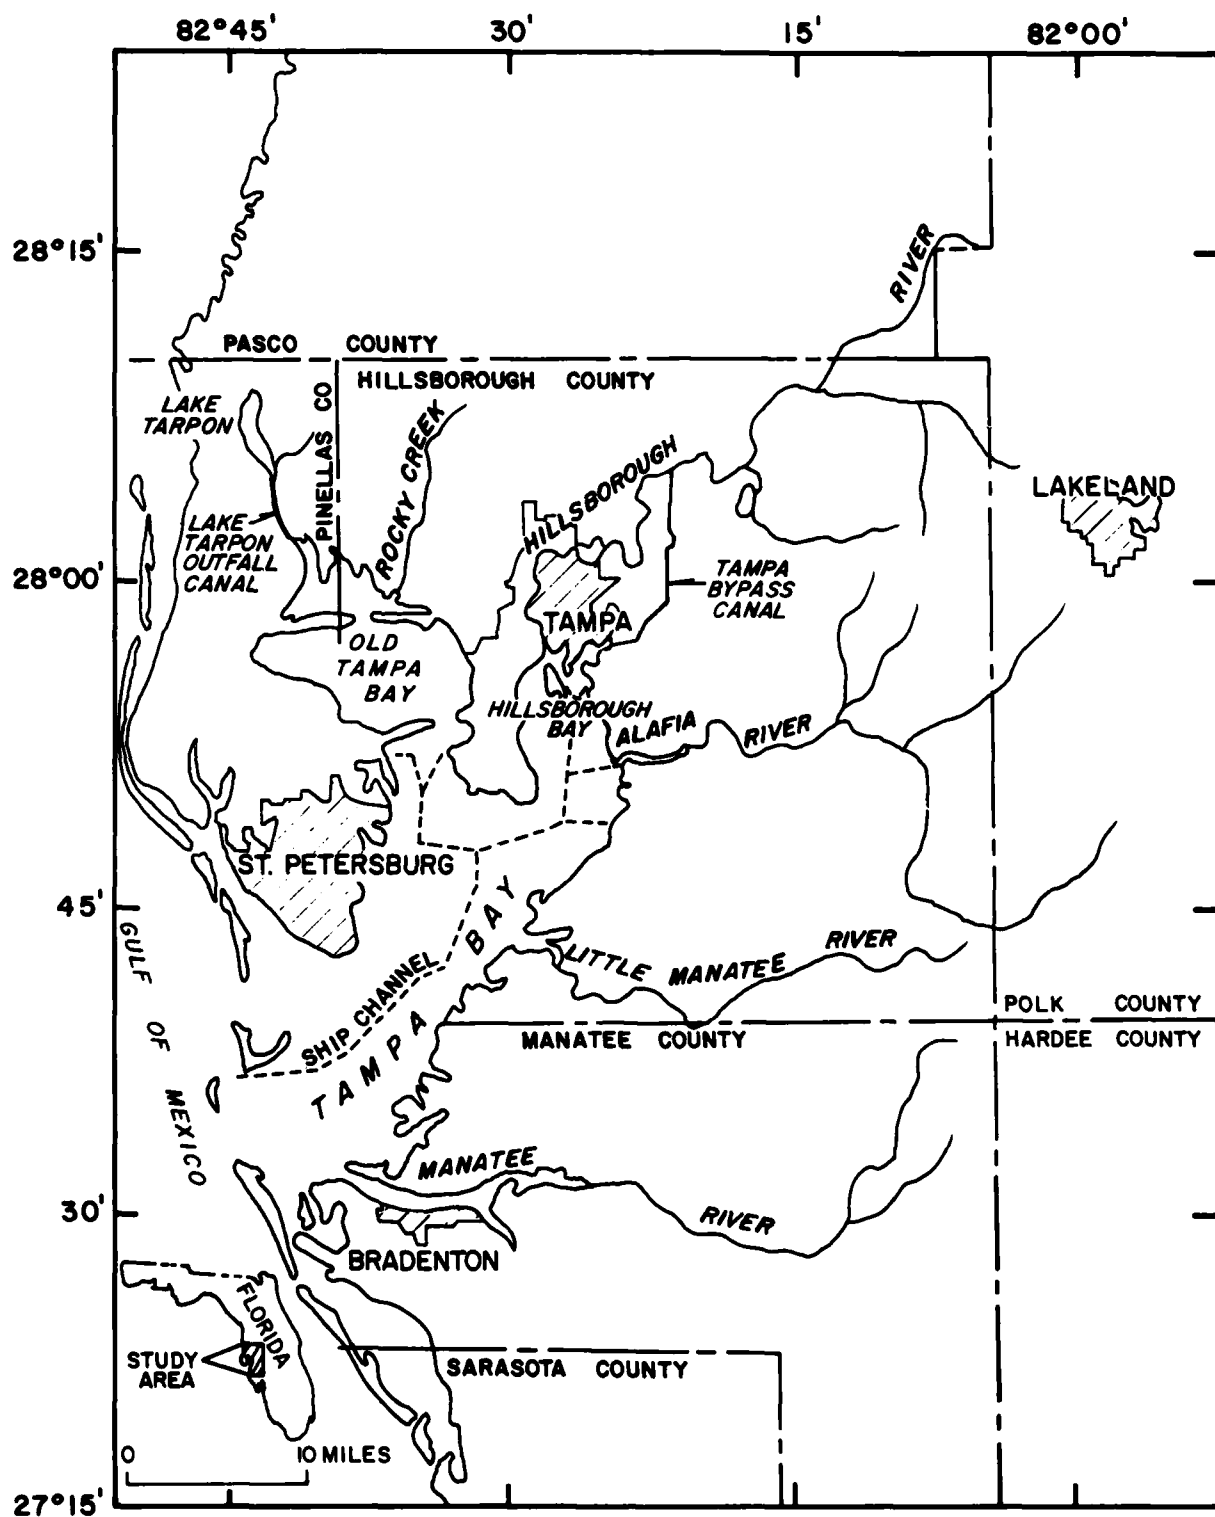 82°45' 30' 15' 82°00'
28°15'
RIVER
PASCO COUNTY
HILLSBOROUGH COUNTY
LAKE
TARPON
PINELLAS CO
ROCKY CREEK
HILLSBOROUGH
LAKELAND
LAKE
TARPON
OUTFALL
CANAL
28°00'
TAMPA
BYPASS
CANAL
TAMPA
OLD
TAMPA
BAY
HILLSBOROUGH
BAY
ALAFIA RIVER
ST. PETERSBURG
45'
GULF OF MEXICO
SHIP CHANNEL
TAMPA BAY
LITTLE MANATEE RIVER
POLK COUNTY
MANATEE COUNTY
HARDEE COUNTY
MANATEE RIVER
30'
BRADENTON
FLORIDA
STUDY
AREA
SARASOTA COUNTY
0 10 MILES
27°15'